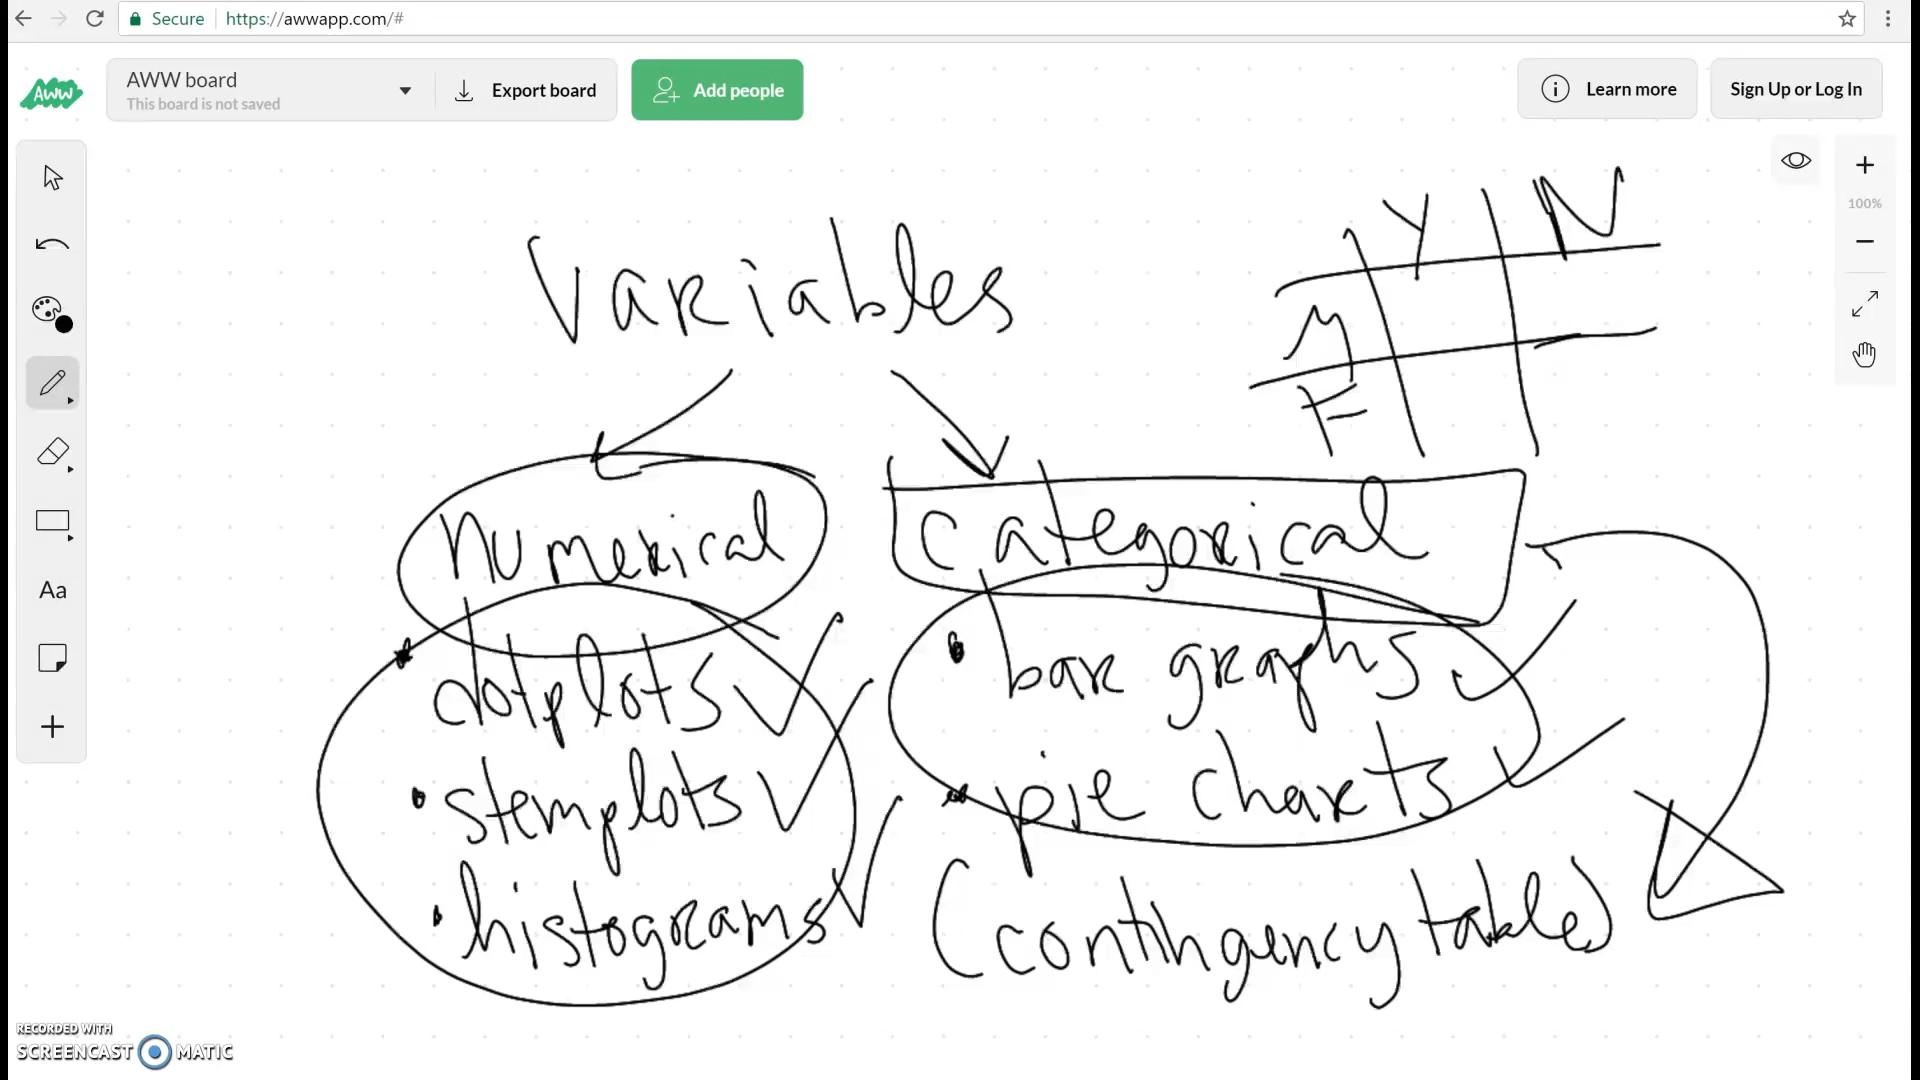 Secure https://awwapp.com/#
AWW
AWW board
This board is not saved
Export board
Add people
Learn more
Sign Up or Log In
100%
Aa
Y N
M
F
Variables
Numerical
Categorical
• dotplots
• stemplots
• histograms
• bar graphs
• pie charts
(contingency table)
RECORDED WITH
SCREENCAST MATIC